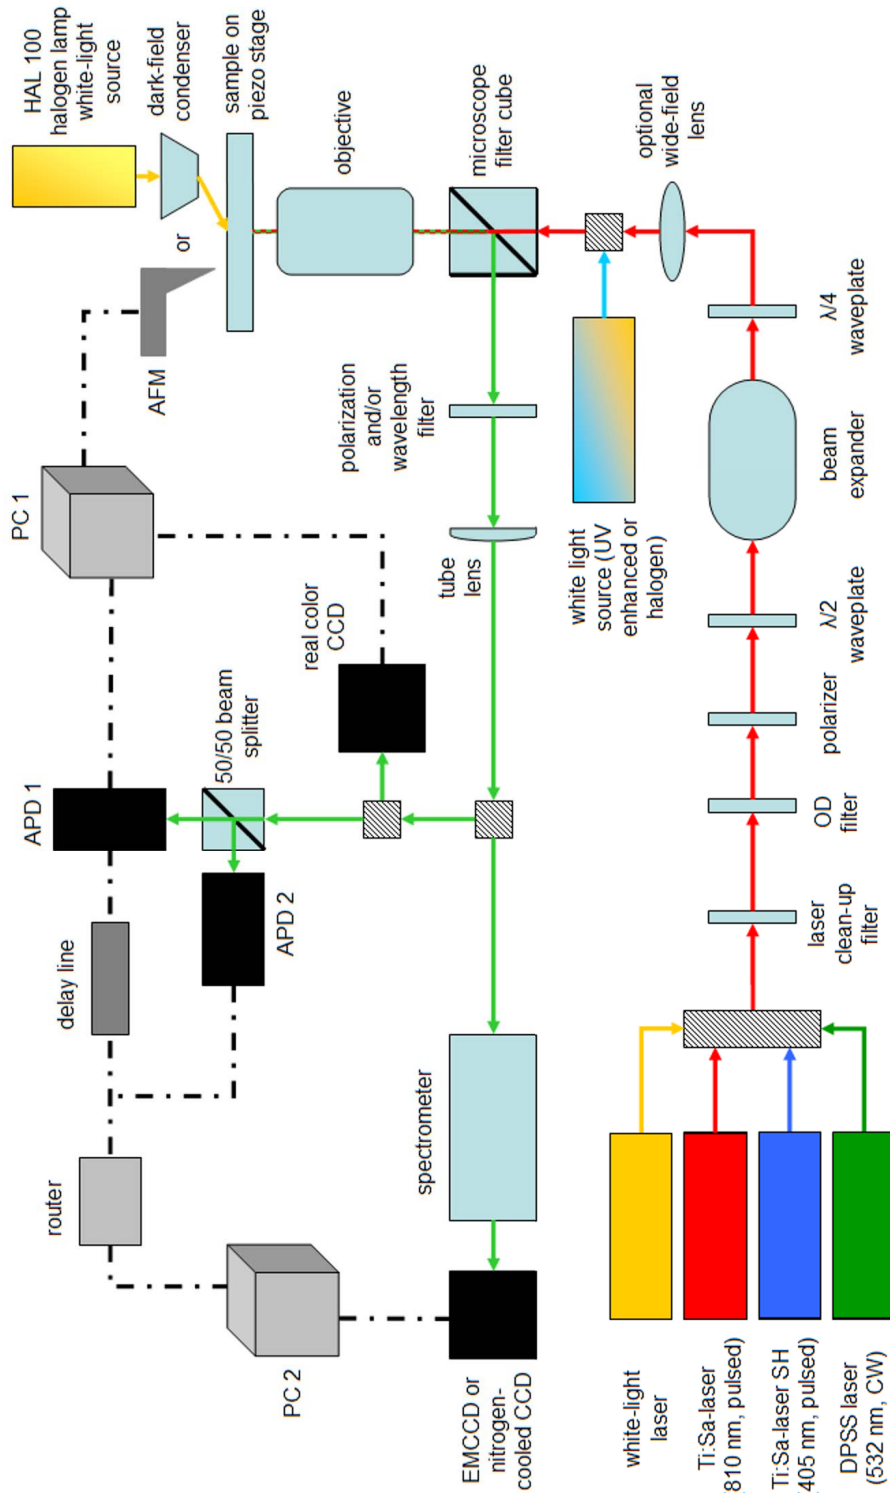 HAL 100
halogen lamp
white-light
source
PC 1
APD 1
router
delay line
dark-field
condenser
AFM
or
sample on
piezo stage
50/50 beam
splitter
APD 2
PC 2
real color
CCD
objective
polarization
and/or
wavelength
filter
tube
lens
spectrometer
EMCCD or
nitrogen-
cooled CCD
microscope
filter cube
white light
source (UV
enhanced or
halogen)
optional
wide-field
lens
white-light
laser
Ti:Sa-laser
(810 nm, pulsed)
Ti:Sa-laser SH
(405 nm, pulsed)
DPSS laser
(532 nm, CW)
laser
clean-up
filter
OD
filter
polarizer
λ/2
waveplate
beam
expander
λ/4
waveplate